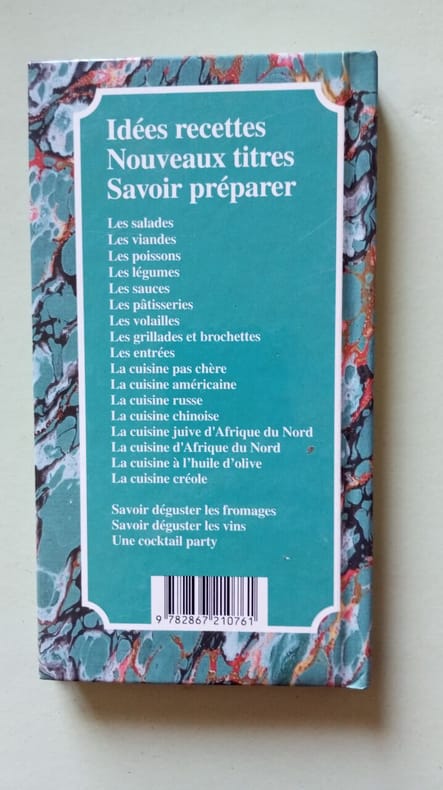 Idées recettes
Nouveaux titres
Savoir préparer
Les salades
Les viandes
Les poissons
Les légumes
Les sauces
Les pâtisseries
Les volailles
Les grillades et brochettes
Les entrées
La cuisine pas chère
La cuisine américaine
La cuisine russe
La cuisine chinoise
La cuisine juive d'Afrique du Nord
La cuisine d'Afrique du Nord
La cuisine à l'huile d'olive
La cuisine créole
Savoir déguster les fromages
Savoir déguster les vins
Une cocktail party
9 782867 210761